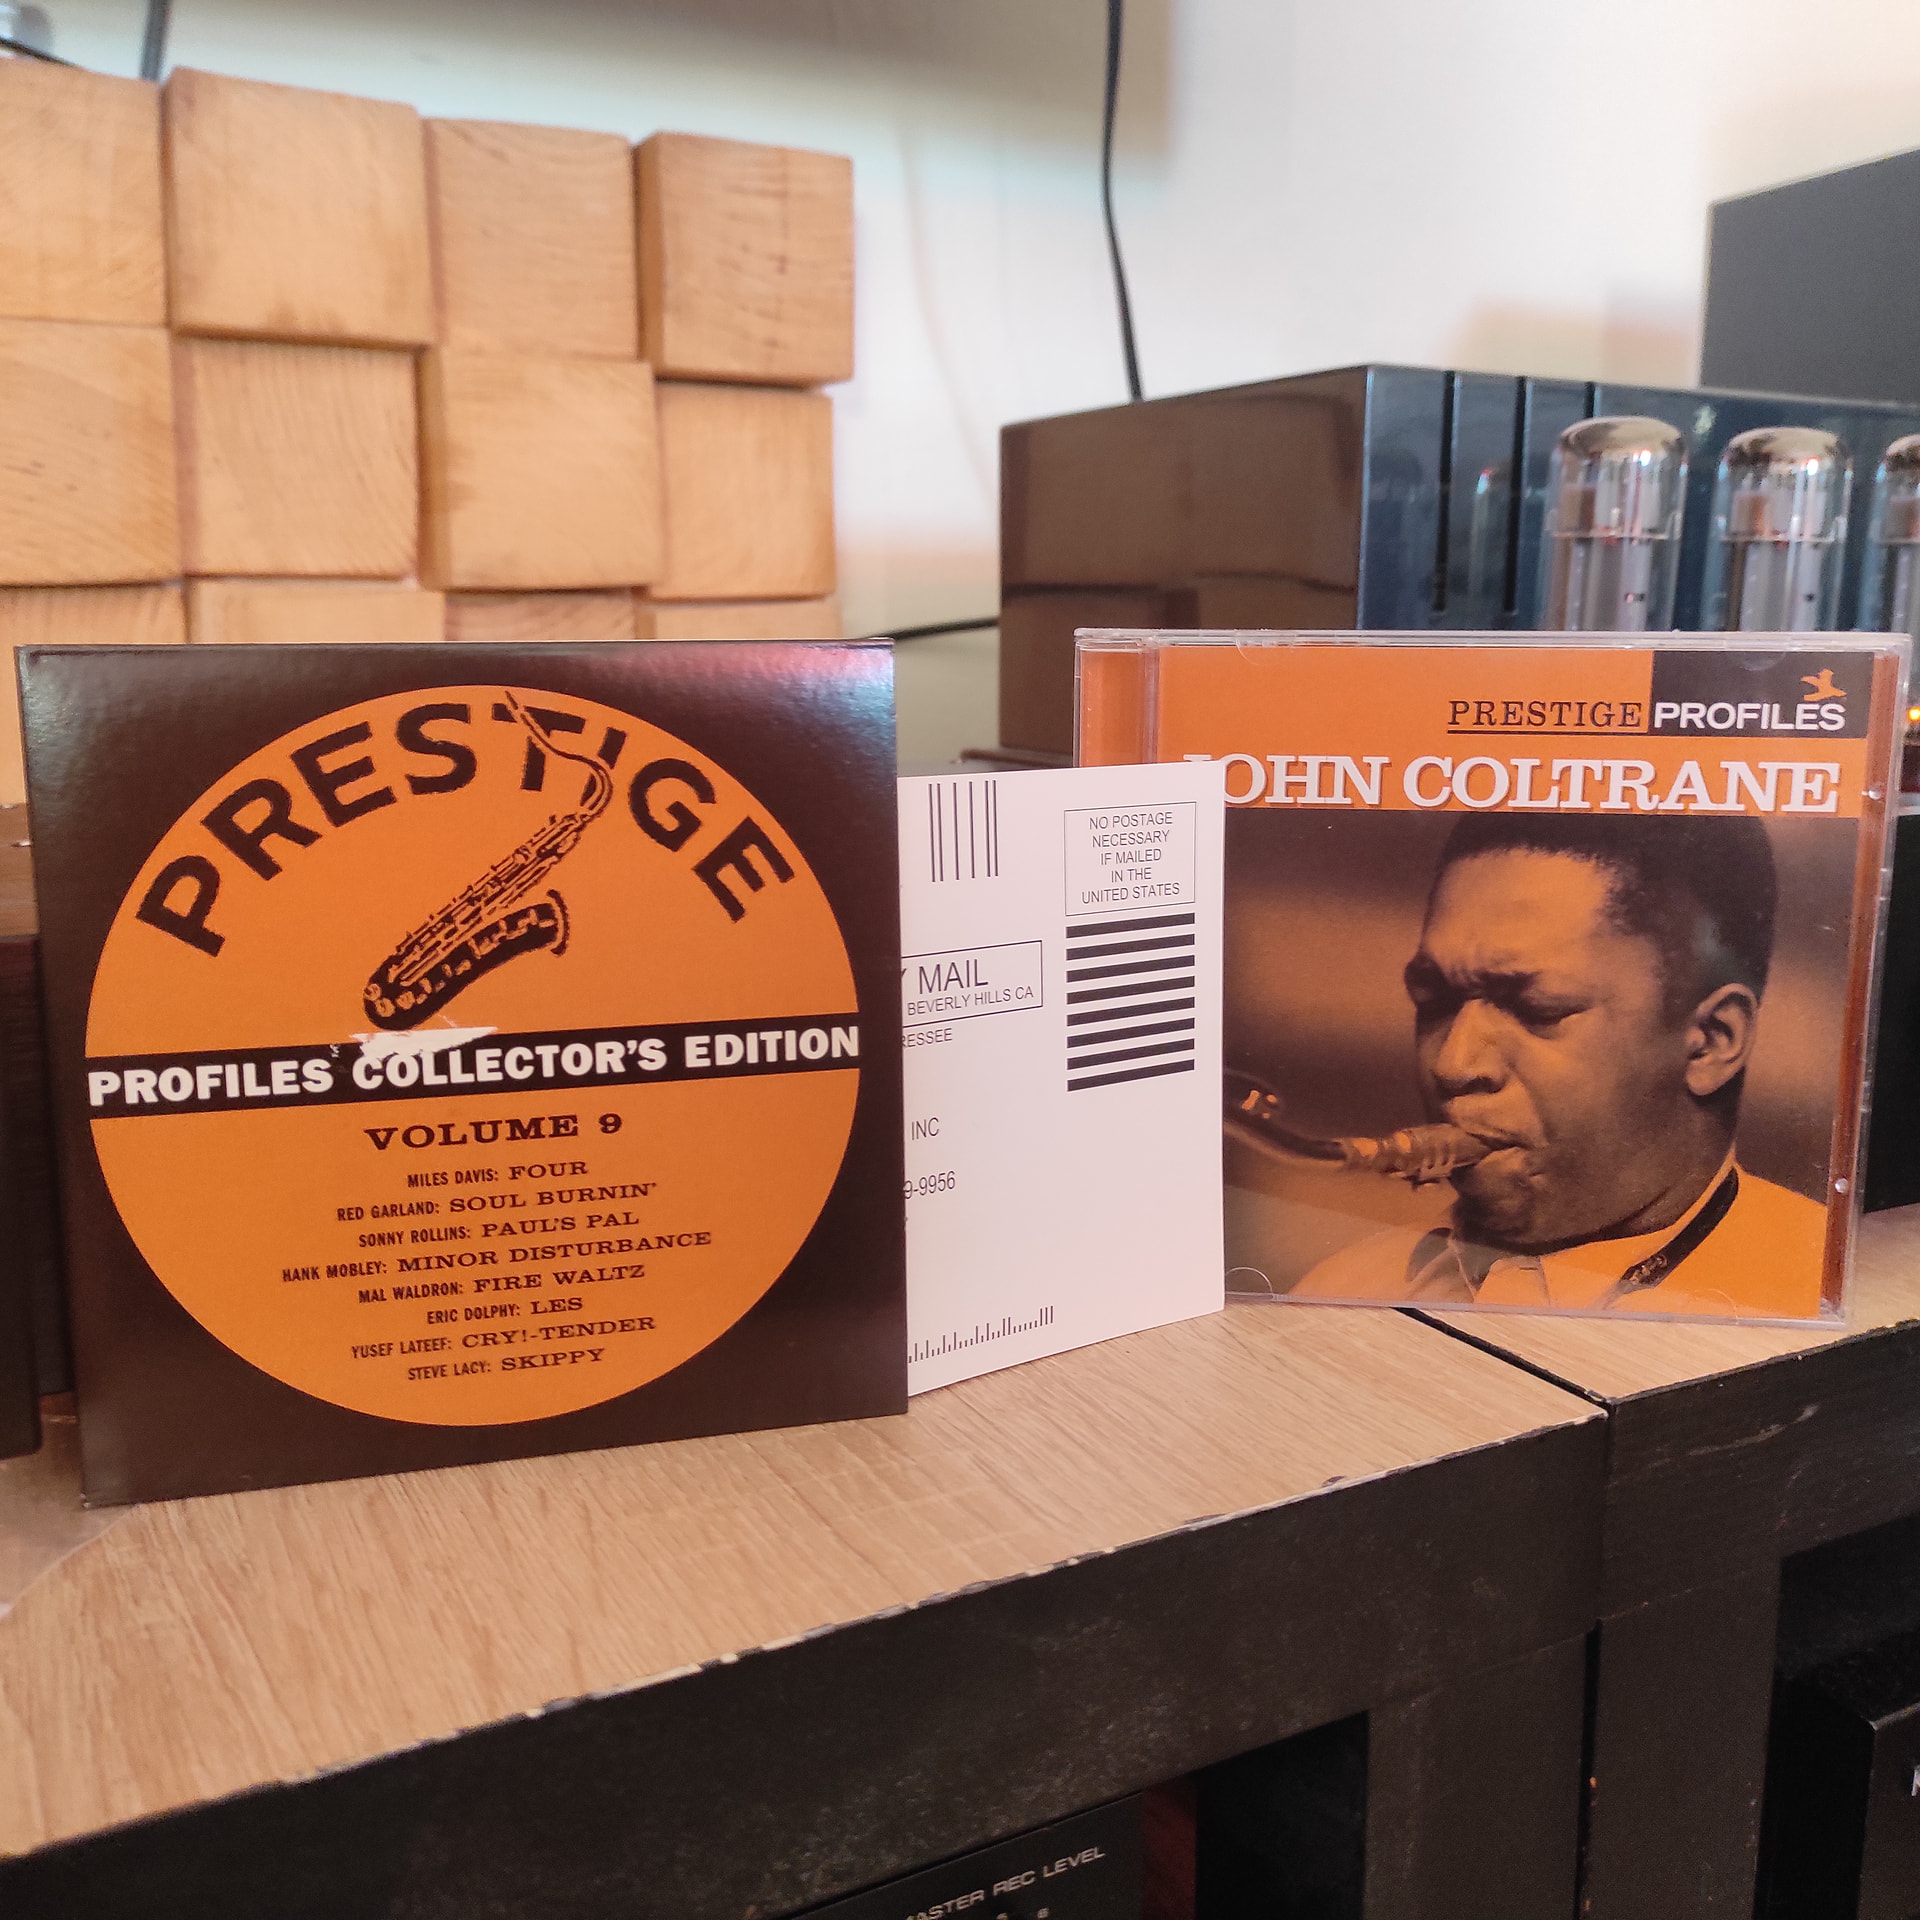 PRESTIGE
PROFILES COLLECTOR'S EDITION
VOLUME 9
MILES DAVIS: FOUR
RED GARLAND: SOUL BURNIN'
SONNY ROLLINS: PAUL'S PAL
HANK MOBLEY: MINOR DISTURBANCE
MAL WALDRON: FIRE WALTZ
ERIC DOLPHY: LES
YUSEF LATEEF: CRY!-TENDER
STEVE LACY: SKIPPY
NO POSTAGE
NECESSARY
IF MAILED
IN THE
UNITED STATES
MAIL
BEVERLY HILLS CA
RESSEE
INC
9-9956
PRESTIGE PROFILES
JOHN COLTRANE
MASTER REC LEVEL